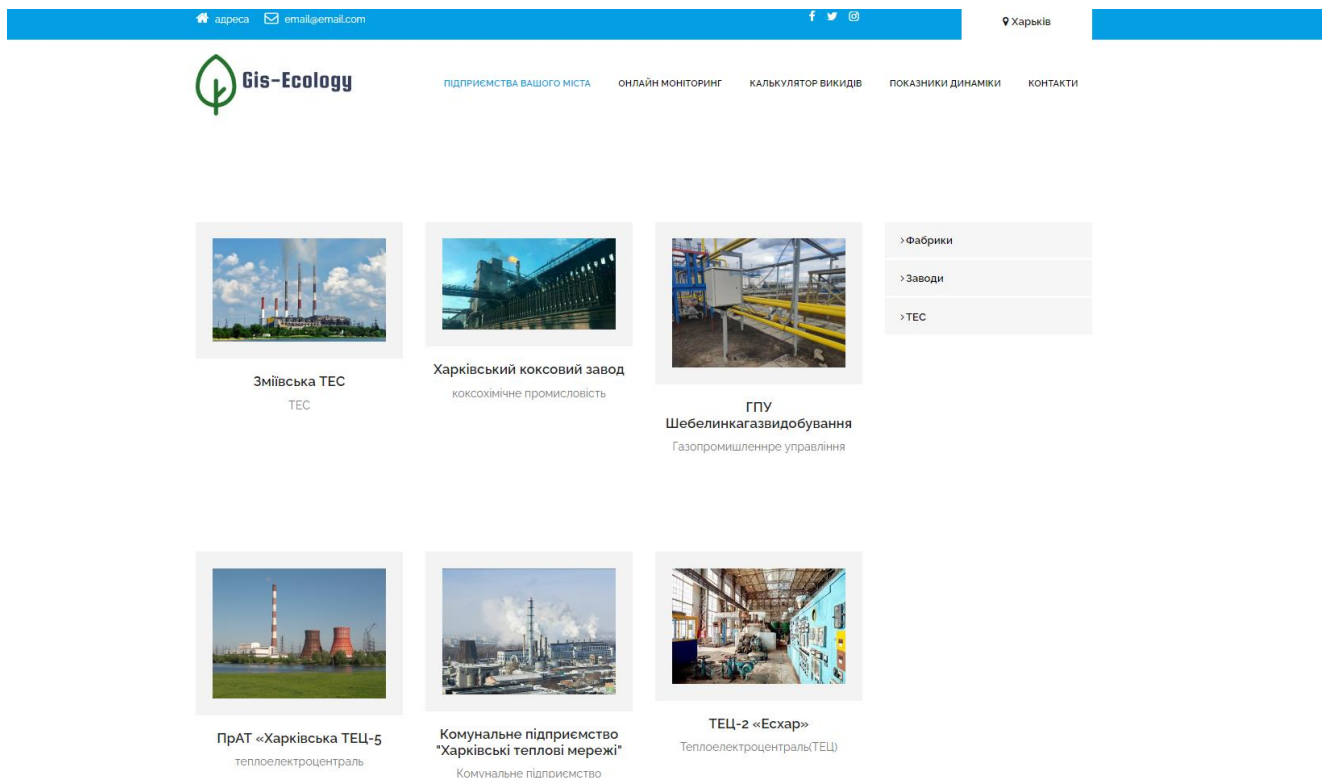 адреса email@email.com Харьків
Gis-Ecology
ПІДПРИЄМСТВА ВАШОГО МІСТА ОНЛАЙН МОНІТОРИНГ КАЛЬКУЛЯТОР ВИКИДІВ ПОКАЗНИКИ ДИНАМІКИ КОНТАКТИ
Зміївська ТЕС
ТЕС
Харківський коксовий завод
коксохімічне промисловість
ГПУ
Шебелинкагазвидобування
Газопромишленнре управління
>Фабрики
>Заводи
>ТЕС
ПрАТ «Харківська ТЕЦ-5
теплоелектроцентраль
Комунальне підприємство
"Харківські теплові мережі"
Комунальне підприємство
ТЕЦ-2 «Есхар»
Теплоелектроцентраль(ТЕЦ)